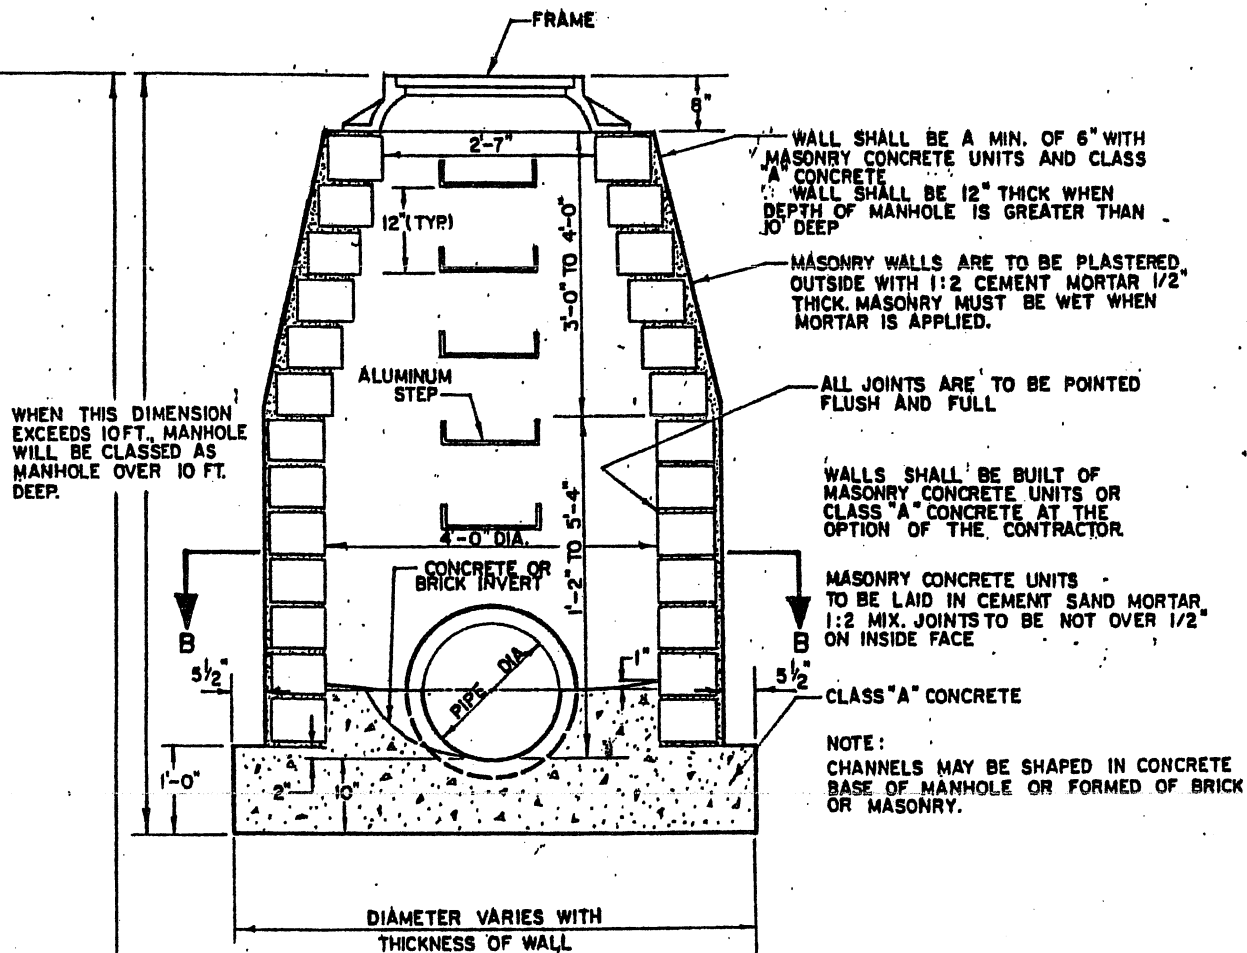 FRAME
8"
2'-7"
WALL SHALL BE A MIN. OF 6" WITH
MASONRY CONCRETE UNITS AND CLASS
"A" CONCRETE
WALL SHALL BE 12" THICK WHEN
DEPTH OF MANHOLE IS GREATER THAN
10' DEEP
12" (TYP.)
3'-0" TO 4'-0"
MASONRY WALLS ARE TO BE PLASTERED
OUTSIDE WITH 1:2 CEMENT MORTAR 1/2"
THICK. MASONRY MUST BE WET WHEN
MORTAR IS APPLIED.
ALUMINUM
STEP
ALL JOINTS ARE TO BE POINTED
FLUSH AND FULL
WHEN THIS DIMENSION
EXCEEDS 10 FT., MANHOLE
WILL BE CLASSED AS
MANHOLE OVER 10 FT.
DEEP.
WALLS SHALL BE BUILT OF
MASONRY CONCRETE UNITS OR
CLASS "A" CONCRETE AT THE
OPTION OF THE CONTRACTOR
1'-2" TO 5'-4"
4'-0" DIA.
CONCRETE OR
BRICK INVERT
MASONRY CONCRETE UNITS
TO BE LAID IN CEMENT SAND MORTAR
1:2 MIX. JOINTS TO BE NOT OVER 1/2"
ON INSIDE FACE
B
B
5 1/2"
1"
5 1/2"
PIPE DIA.
CLASS "A" CONCRETE
NOTE:
CHANNELS MAY BE SHAPED IN CONCRETE
BASE OF MANHOLE OR FORMED OF BRICK
OR MASONRY.
1'-0"
2"
10"
DIAMETER VARIES WITH
THICKNESS OF WALL